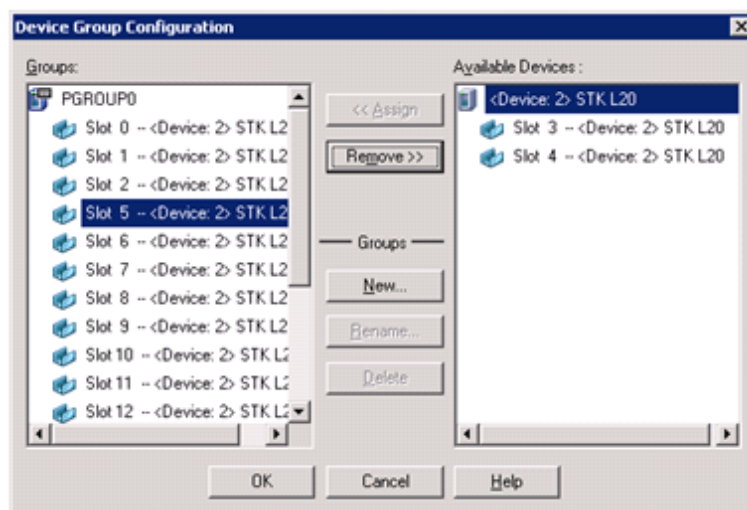 Device Group Configuration
Groups:
PGROUP0
Slot 0 -- <Device: 2> STK L2
Slot 1 -- <Device: 2> STK L2
Slot 2 -- <Device: 2> STK L2
Slot 5 -- <Device: 2> STK L2
Slot 6 -- <Device: 2> STK L2
Slot 7 -- <Device: 2> STK L2
Slot 8 -- <Device: 2> STK L2
Slot 9 -- <Device: 2> STK L2
Slot 10 -- <Device: 2> STK L2
Slot 11 -- <Device: 2> STK L2
Slot 12 -- <Device: 2> STK L2
<< Assign
Remove >>
Groups
New...
Rename...
Delete
Available Devices :
<Device: 2> STK L20
Slot 3 -- <Device: 2> STK L20
Slot 4 -- <Device: 2> STK L20
OK
Cancel
Help